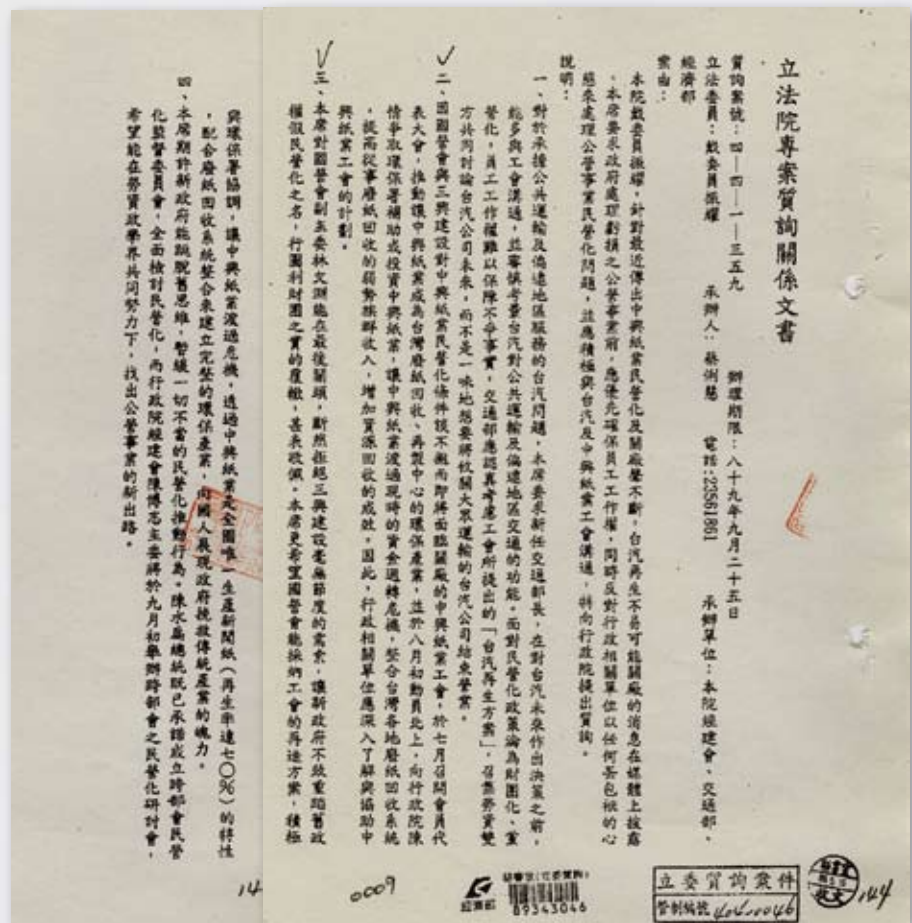 立法院專案質詢關係文書
質詢案號：四—四—一—三五九　辦理期限：八十九年九月二十五日
立法委員：戴委員振耀　承辦人：蔡俐慧　電話：23561861　承辦單位：本院經建會、交通部、
經濟部
案由：
本院戴委員振耀，針對最近傳出中興紙業民營化及關廠聲不斷，台汽再生不易可能關廠的消息在媒體上披露
，本席要求政府處理虧損之公營事業前，應優先確保員工工作權，同時反對行政相關單位以任何丟包袱的心
態來處理公營事業民營化問題，並應積極與台汽及中興紙業工會溝通，特向行政院提出質詢。
說明：
一、對於承擔公共運輸及偏遠地區服務的台汽問題，本席要求新任交通部長，在對台汽未來作出決策之前，
能多與工會溝通，並審慎考量台汽對公共運輸及偏遠地區交通的功能。面對民營化政策淪為財團化、黨
營化，員工工作權難以保障不爭事實，交通部應認真考慮工會所提出的「台汽再生方案」，召集勞資雙
方共同討論台汽公司未來，而不是一味地想要將攸關大眾運輸的台汽公司結束營業。
二、因國營會與三興建設對中興紙業民營化條件談不攏而即將面臨關廠的中興紙業工會，於七月召開會員代
表大會，推動讓中興紙業成為台灣廢紙回收、再製中心的環保產業，並於八月初動員北上，向行政院陳
情爭取環保署補助或投資中興紙業，讓中興紙業渡過現時的資金週轉危機，整合台灣各地廢紙回收系統
，提高從事廢紙回收的弱勢族群收入，增加資源回收的成效。因此，行政相關單位應深入了解與協助中
興紙業工會的計劃。
三、本席對國營會副主委林文淵能在最後關頭，斷然拒絕三興建設毫無節度的需索，讓新政府不致重蹈舊政
權假民營化之名，行圖利財團之實的覆轍，甚表欽佩。本席更希望國營會能採納工會的再造方案，積極
0009
經濟部
89343046
立委質詢案件
管制編號
144
與環保署協調，讓中興紙業渡過危機，透過中興紙業是全國唯一生產新聞紙（再生率達七〇％）的特性
，配合廢紙回收系統整合來建立完整的環保產業，向國人展現政府挽救傳統產業的魄力。
四、本席期許新政府能跳脫舊思維，暫緩一切不當的民營化推動行為。陳水扁總統既已承諾成立跨部會民營
化監督委員會，全面檢討民營化，而行政院經建會陳博志主委將於九月初舉辦跨部會之民營化研討會，
希望能在勞資政學界共同努力下，找出公營事業的新出路。